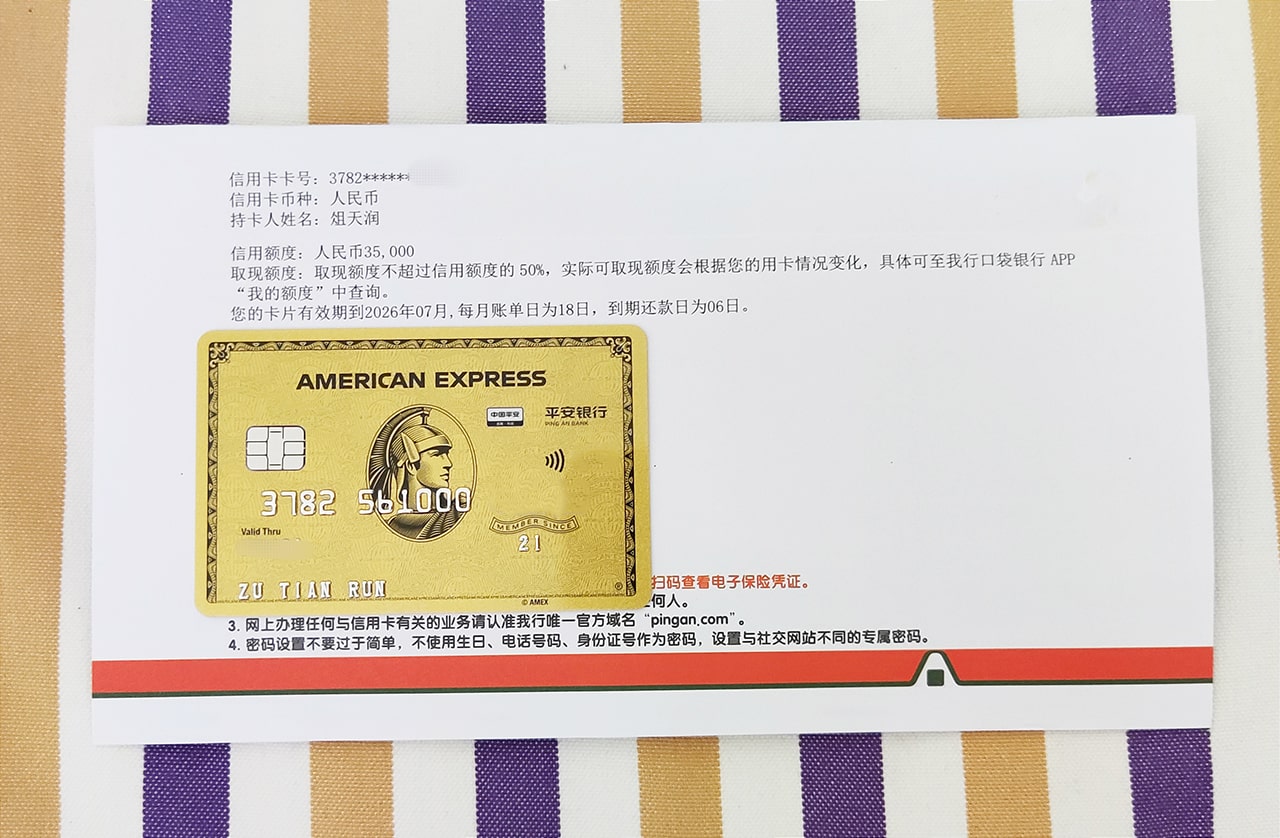 信用卡卡号：3782*****
信用卡币种：人民币
持卡人姓名：俎天润
信用额度：人民币35,000
取现额度：取现额度不超过信用额度的 50%，实际可取现额度会根据您的用卡情况变化，具体可至我行口袋银行 APP
“我的额度”中查询。
您的卡片有效期到2026年07月,每月账单日为18日，到期还款日为06日。
AMERICAN EXPRESS
中国平安
平安银行
PING AN BANK
3782 561000
MEMBER SINCE
Valid Thru
21
ZU TIAN RUN
© AMEX
®
扫码查看电子保险凭证。
何人。
3. 网上办理任何与信用卡有关的业务请认准我行唯一官方域名“pingan.com”。
4. 密码设置不要过于简单，不使用生日、电话号码、身份证号作为密码，设置与社交网站不同的专属密码。